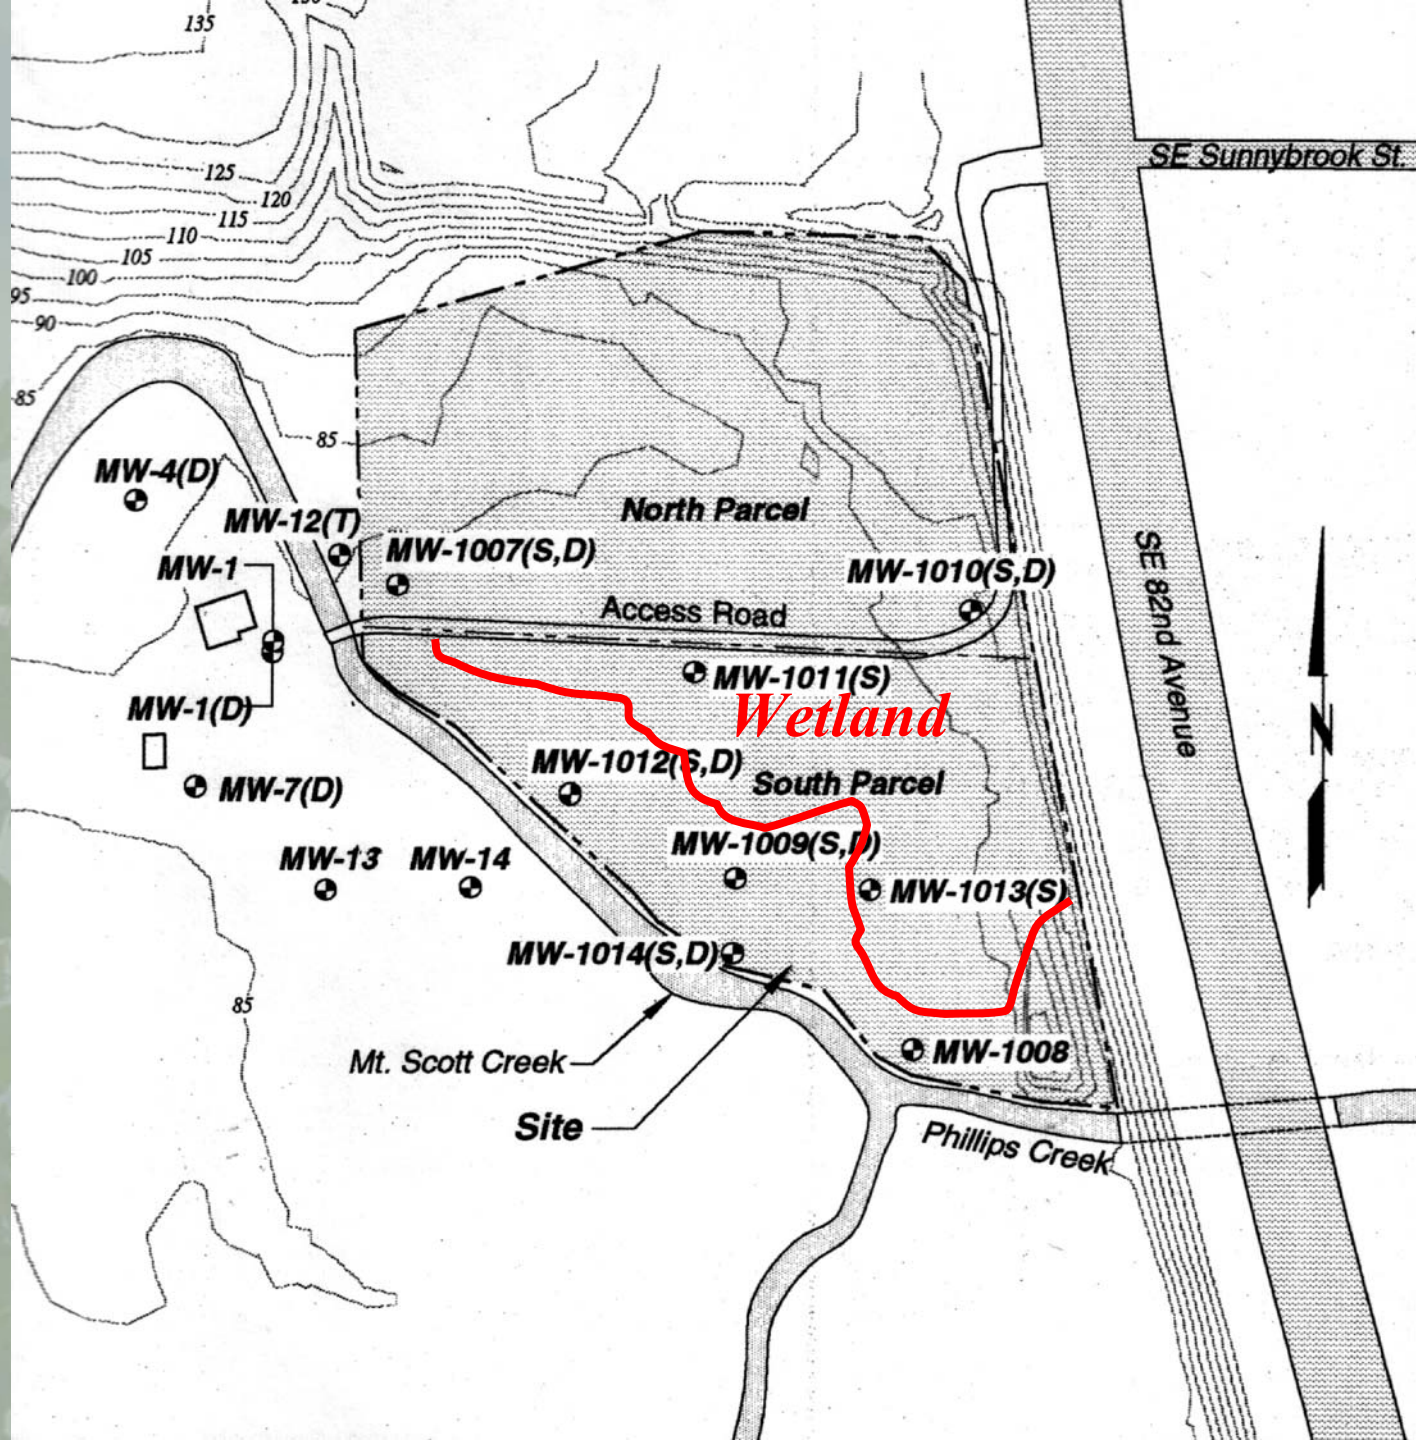 135
SE Sunnybrook St.
125
120
115
110
105
100
95
90
85
85
MW-4(D)
MW-12(T)
North Parcel
MW-1
MW-1007(S,D)
MW-1010(S,D)
Access Road
SE 82nd Avenue
MW-1011(S)
MW-1(D)
Wetland
N
MW-1012(S,D)
South Parcel
MW-7(D)
MW-1009(S,D)
MW-13
MW-14
MW-1013(S)
MW-1014(S,D)
85
Mt. Scott Creek
MW-1008
Site
Phillips Creek